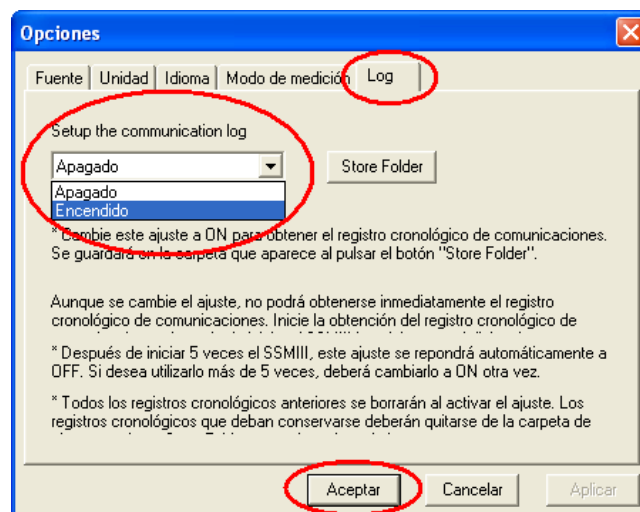 Opciones
Fuente Unidad Idioma Modo de medición Log
Setup the communication log
Apagado Store Folder
Apagado
Encendido
* Cambie este ajuste a ON para obtener el registro cronológico de comunicaciones.
Se guardará en la carpeta que aparece al pulsar el botón "Store Folder".
Aunque se cambie el ajuste, no podrá obtenerse inmediatamente el registro
cronológico de comunicaciones. Inicie la obtención del registro cronológico de
* Después de iniciar 5 veces el SSMIII, este ajuste se repondrá automáticamente a
OFF. Si desea utilizarlo más de 5 veces, deberá cambiarlo a ON otra vez.
* Todos los registros cronológicos anteriores se borrarán al activar el ajuste. Los
registros cronológicos que deban conservarse deberán quitarse de la carpeta de
Aceptar Cancelar Aplicar